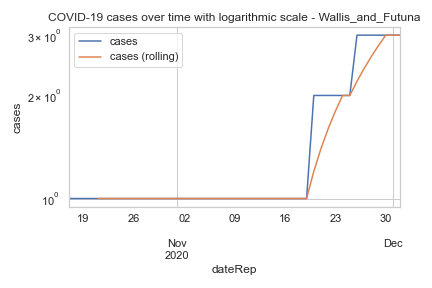 COVID-19 cases over time with logarithmic scale - Wallis_and_Futuna
cases
cases (rolling)
3 × 10⁰
2 × 10⁰
10⁰
cases
19 26 02 09 16 23 30
Nov Dec
2020
dateRep